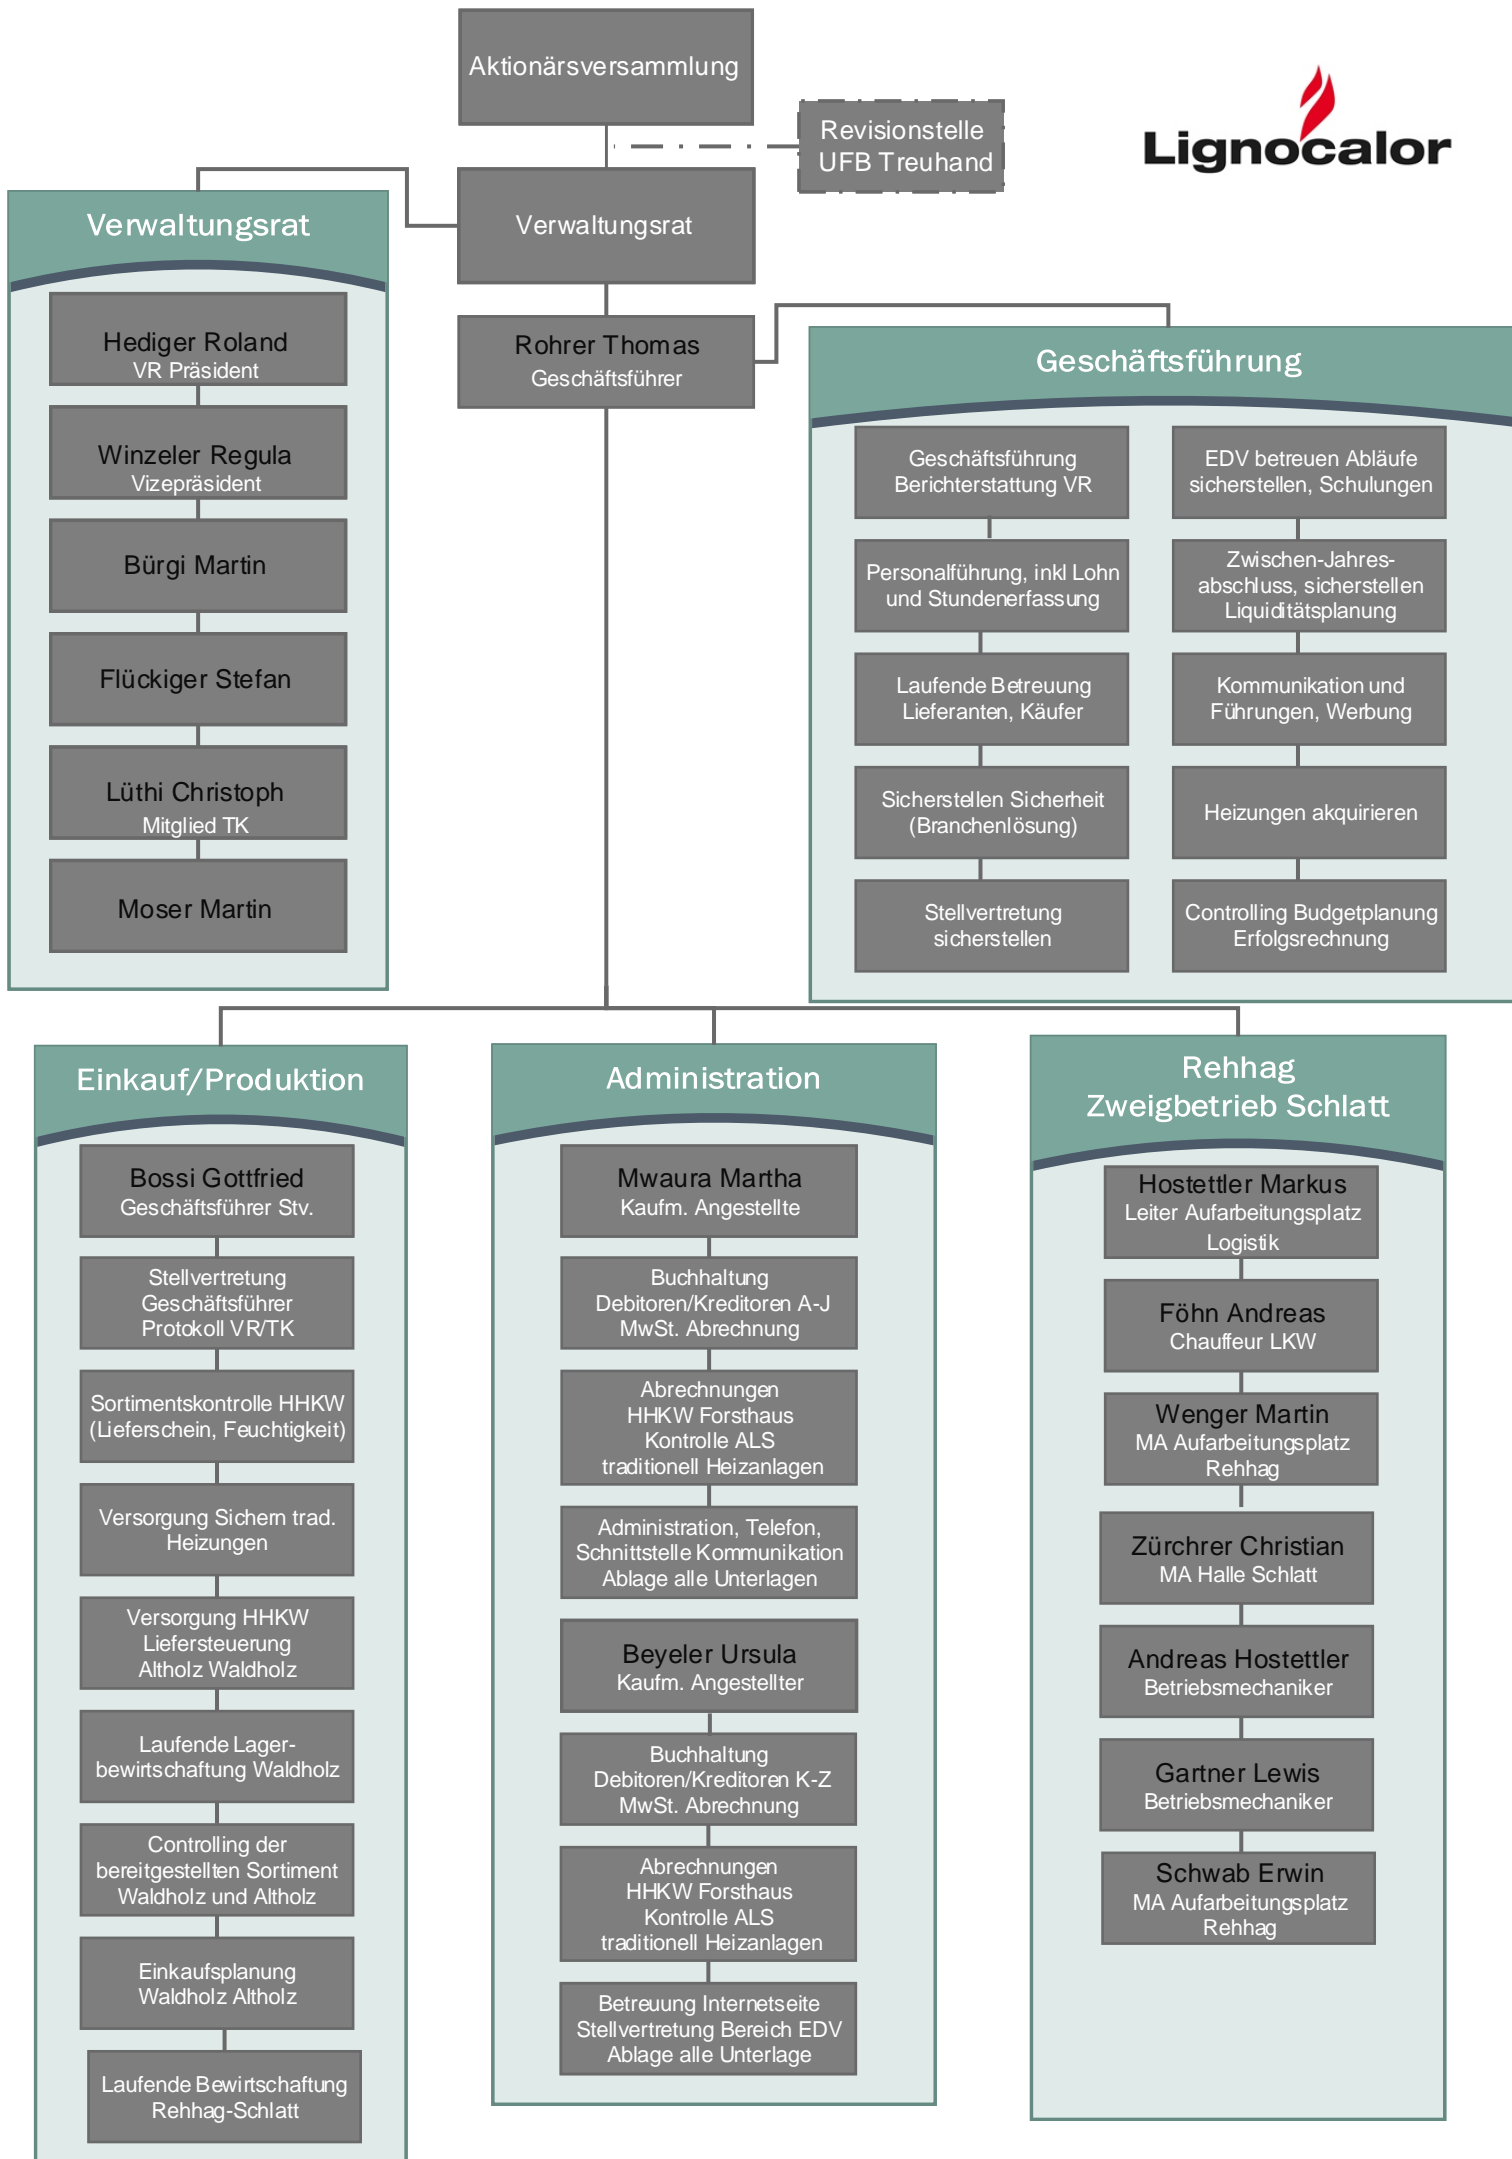 Aktionärsversammlung
Revisionstelle
UFB Treuhand
Lignocalor
Verwaltungsrat
Verwaltungsrat
Hediger Roland
VR Präsident
Winzeler Regula
Vizepräsident
Bürgi Martin
Flückiger Stefan
Lüthi Christoph
Mitglied TK
Moser Martin
Rohrer Thomas
Geschäftsführer
Geschäftsführung
Geschäftsführung
Berichterstattung VR
Personalführung, inkl Lohn
und Stundenerfassung
Laufende Betreuung
Lieferanten, Käufer
Sicherstellen Sicherheit
(Branchenlösung)
Stellvertretung
sicherstellen
EDV betreuen Abläufe
sicherstellen, Schulungen
Zwischen-Jahres-
abschluss, sicherstellen
Liquiditätsplanung
Kommunikation und
Führungen, Werbung
Heizungen akquirieren
Controlling Budgetplanung
Erfolgsrechnung
Einkauf/Produktion
Bossi Gottfried
Geschäftsführer Stv.
Stellvertretung
Geschäftsführer
Protokoll VR/TK
Sortimentskontrolle HHKW
(Lieferschein, Feuchtigkeit)
Versorgung Sichern trad.
Heizungen
Versorgung HHKW
Liefersteuerung
Altholz Waldholz
Laufende Lager-
bewirtschaftung Waldholz
Controlling der
bereitgestellten Sortiment
Waldholz und Altholz
Einkaufsplanung
Waldholz Altholz
Laufende Bewirtschaftung
Rehhag-Schlatt
Administration
Mwaura Martha
Kaufm. Angestellte
Buchhaltung
Debitoren/Kreditoren A-J
MwSt. Abrechnung
Abrechnungen
HHKW Forsthaus
Kontrolle ALS
traditionell Heizanlagen
Administration, Telefon,
Schnittstelle Kommunikation
Ablage alle Unterlagen
Beyeler Ursula
Kaufm. Angestellter
Buchhaltung
Debitoren/Kreditoren K-Z
MwSt. Abrechnung
Abrechnungen
HHKW Forsthaus
Kontrolle ALS
traditionell Heizanlagen
Betreuung Internetseite
Stellvertretung Bereich EDV
Ablage alle Unterlage
Rehhag
Zweigbetrieb Schlatt
Hostettler Markus
Leiter Aufarbeitungsplatz
Logistik
Föhn Andreas
Chauffeur LKW
Wenger Martin
MA Aufarbeitungsplatz
Rehhag
Zürchrer Christian
MA Halle Schlatt
Andreas Hostettler
Betriebsmechaniker
Gartner Lewis
Betriebsmechaniker
Schwab Erwin
MA Aufarbeitungsplatz
Rehhag